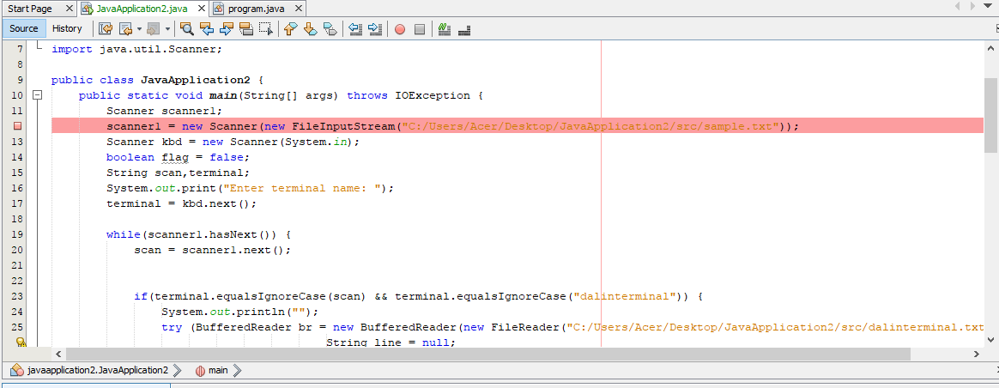 Start Page JavaApplication2.java program.java
Source History
7 import java.util.Scanner;
8
9 public class JavaApplication2 {
10 public static void main(String[] args) throws IOException {
11 Scanner scanner1;
scanner1 = new Scanner(new FileInputStream("C:/Users/Acer/Desktop/JavaApplication2/src/sample.txt"));
13 Scanner kbd = new Scanner(System.in);
14 boolean flag = false;
15 String scan,terminal;
16 System.out.print("Enter terminal name: ");
17 terminal = kbd.next();
18
19 while(scanner1.hasNext()) {
20 scan = scanner1.next();
21
22
23 if(terminal.equalsIgnoreCase(scan) && terminal.equalsIgnoreCase("dalinterminal")) {
24 System.out.println("");
25 try (BufferedReader br = new BufferedReader(new FileReader("C:/Users/Acer/Desktop/JavaApplication2/src/dalinterminal.txt
String line = null;
javaapplication2.JavaApplication2 main